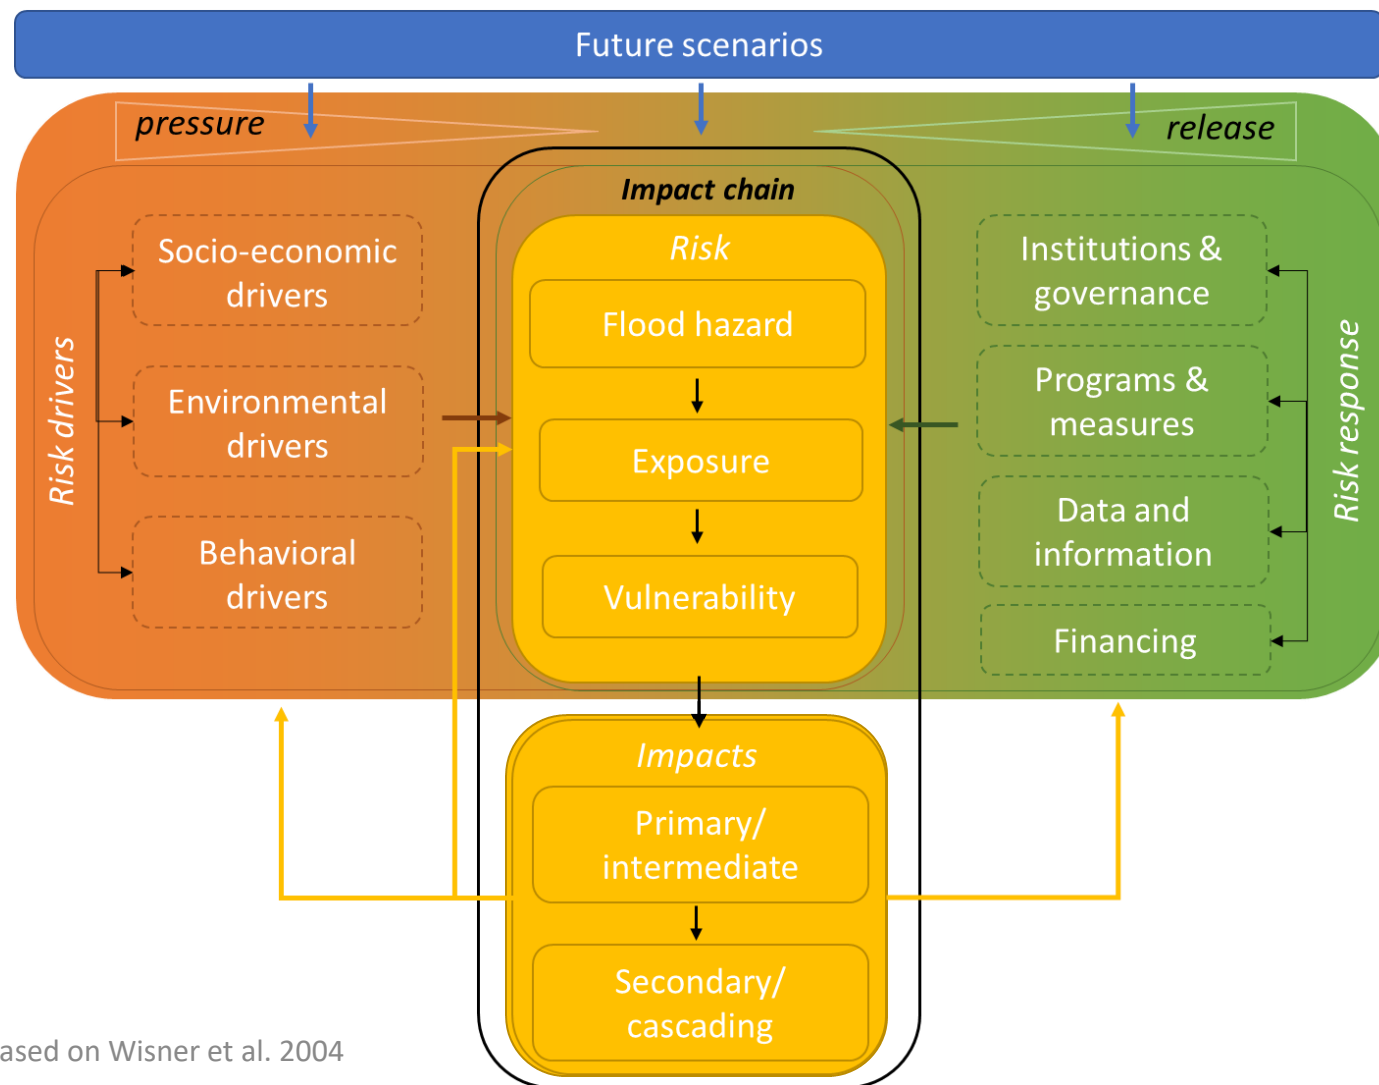 Future scenarios
pressure
release
Impact chain
Risk drivers
Socio-economic
drivers
Environmental
drivers
Behavioral
drivers
Risk
Flood hazard
Exposure
Vulnerability
Institutions &
governance
Programs &
measures
Data and
information
Financing
Risk response
Impacts
Primary/
intermediate
Secondary/
cascading
ased on Wisner et al. 2004